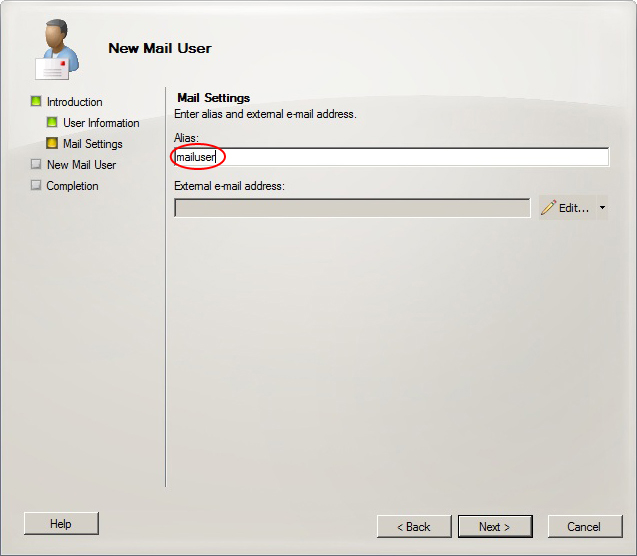 New Mail User
Introduction
User Information
Mail Settings
New Mail User
Completion
Mail Settings
Enter alias and external e-mail address.
Alias:
mailuser
External e-mail address:
Edit...
Help
< Back
Next >
Cancel